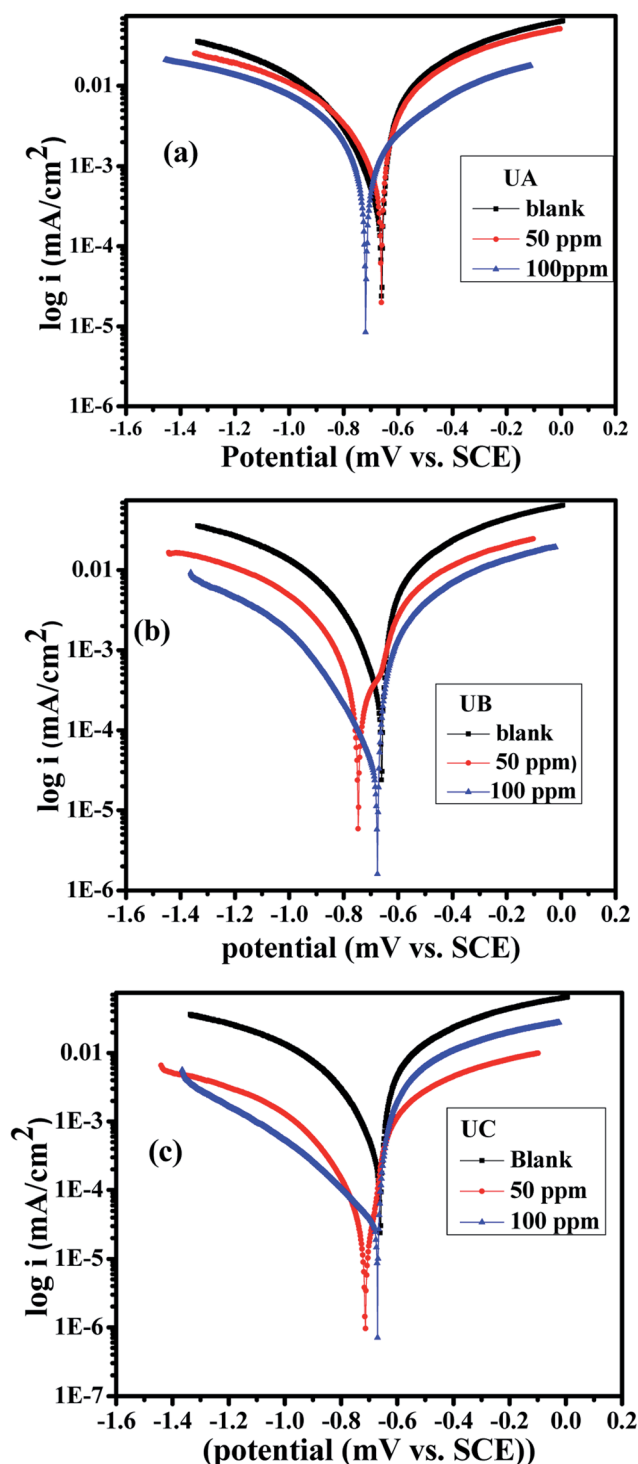 0.01
1E-3
1E-4
1E-5
1E-6
log i (mA/cm²)
(a)
UA
blank
50 ppm
100ppm
-1.6 -1.4 -1.2 -1.0 -0.8 -0.6 -0.4 -0.2 0.0 0.2
Potential (mV vs. SCE)
0.01
1E-3
1E-4
1E-5
1E-6
log i (mA/cm²)
(b)
UB
blank
50 ppm)
100 ppm
-1.6 -1.4 -1.2 -1.0 -0.8 -0.6 -0.4 -0.2 0.0 0.2
potential (mV vs. SCE)
0.01
1E-3
1E-4
1E-5
1E-6
1E-7
log i (mA/cm²)
(c)
UC
Blank
50 ppm
100 ppm
-1.6 -1.4 -1.2 -1.0 -0.8 -0.6 -0.4 -0.2 0.0 0.2
(potential (mV vs. SCE))